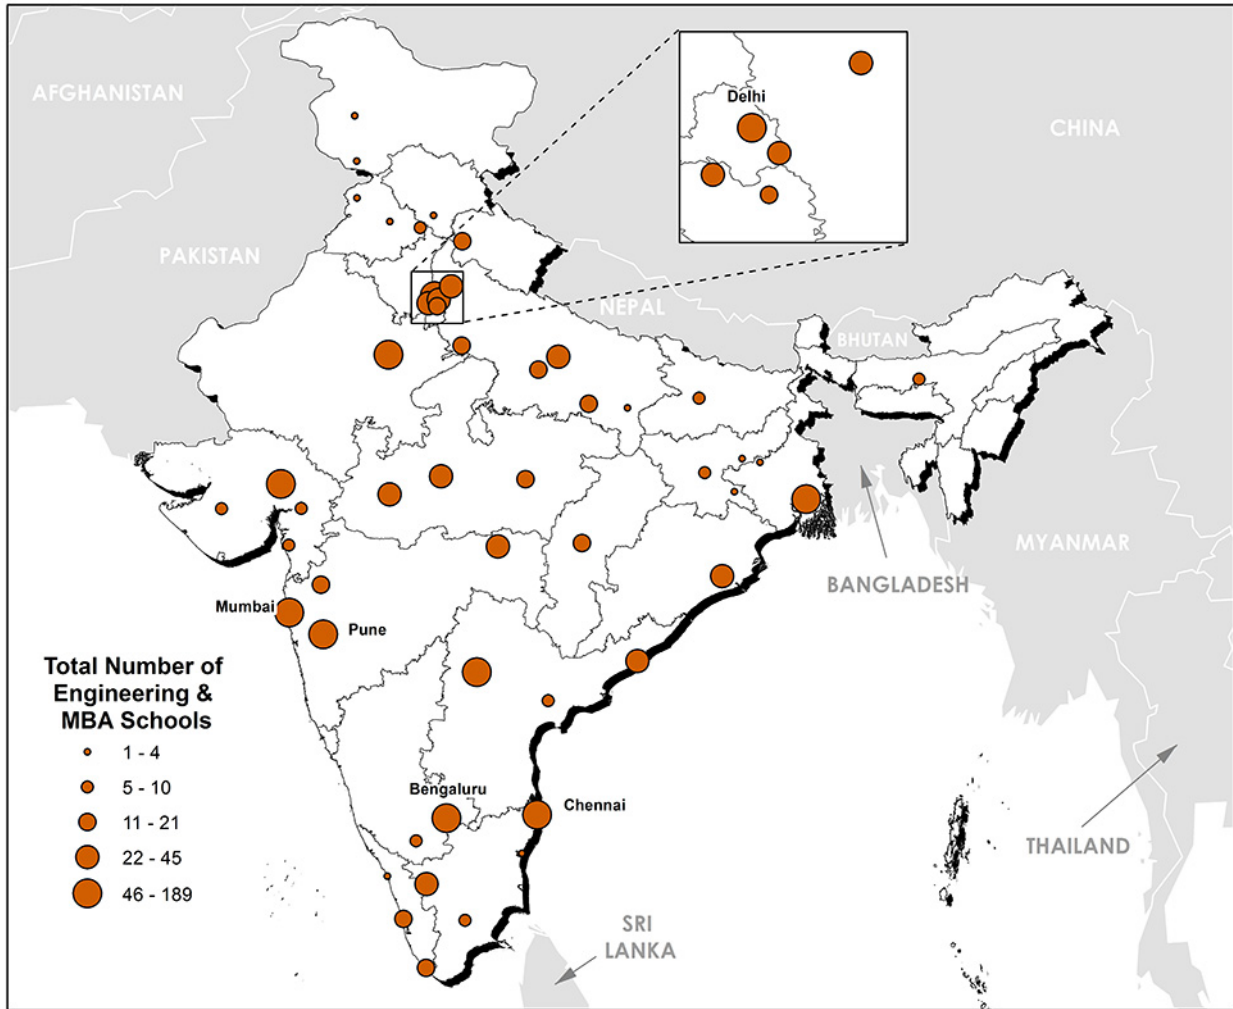 AFGHANISTAN
CHINA
Delhi
PAKISTAN
NEPAL
BHUTAN
MYANMAR
BANGLADESH
Mumbai
Pune
Total Number of
Engineering &
MBA Schools
1 - 4
5 - 10
11 - 21
22 - 45
46 - 189
Bengaluru
Chennai
THAILAND
SRI
LANKA